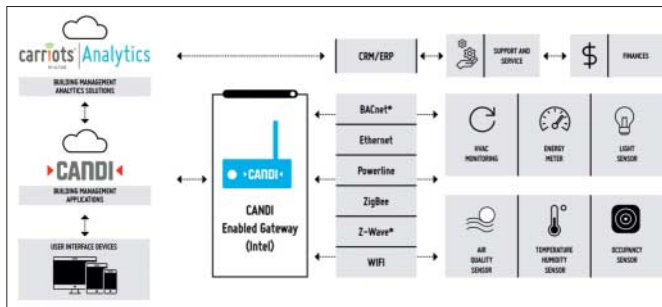 carriots Analytics
BY ALTAIR
BUILDING MANAGEMENT
ANALYTICS SOLUTIONS
CANDI
BUILDING MANAGEMENT
APPLICATIONS
USER INTERFACE DEVICES
CANDI
CANDI
Enabled Gateway
(Intel)
CRM/ERP
BACnet*
Ethernet
Powerline
ZigBee
Z-Wave*
WIFI
SUPPORT AND
SERVICE
$
FINANCES
HVAC
MONITORING
ENERGY
METER
LIGHT
SENSOR
AIR
QUALITY
SENSOR
TEMPERATURE
HUMIDITY
SENSOR
OCCUPANCY
SENSOR